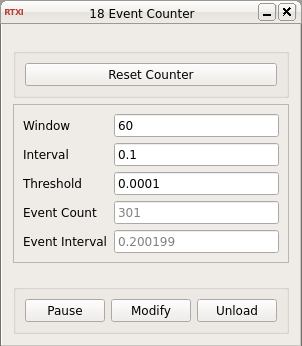 RTXI 18 Event Counter
Reset Counter
Window 60
Interval 0.1
Threshold 0.0001
Event Count 301
Event Interval 0.200199
Pause Modify Unload